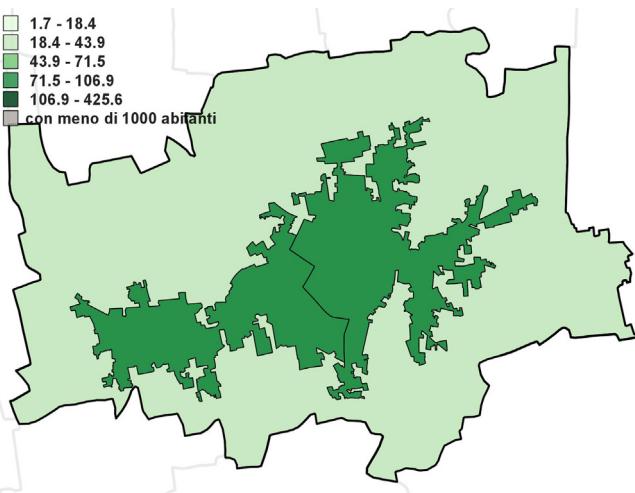 1.7 - 18.4
18.4 - 43.9
43.9 - 71.5
71.5 - 106.9
106.9 - 425.6
con meno di 1000 abitanti